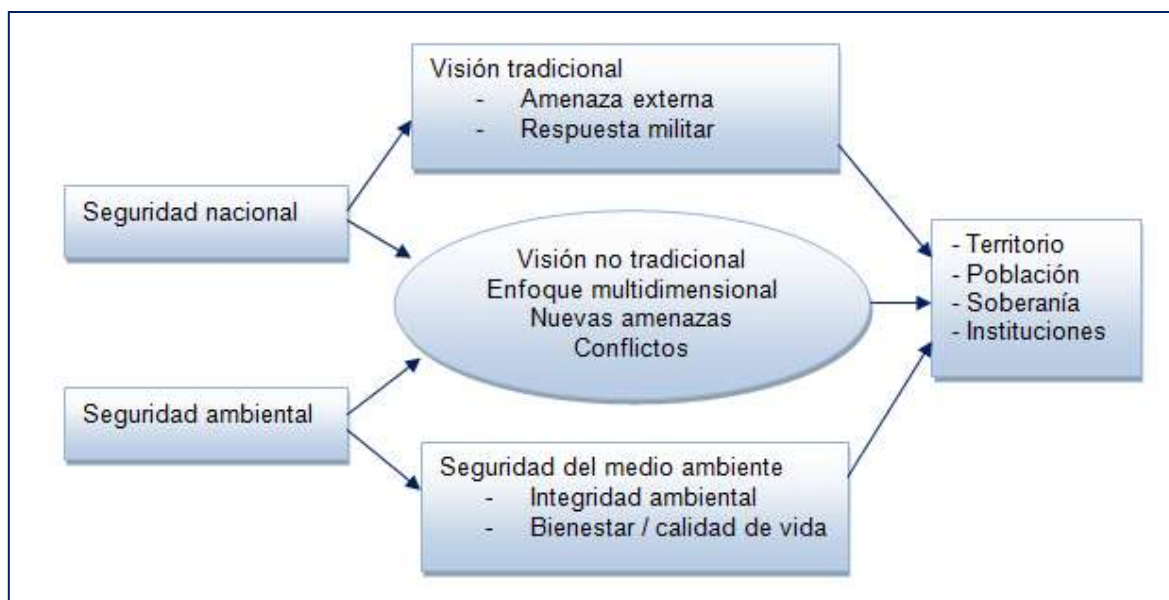 Visión tradicional
- Amenaza externa
- Respuesta militar
Seguridad nacional
Visión no tradicional
Enfoque multidimensional
Nuevas amenazas
Conflictos
- Territorio
- Población
- Soberanía
- Instituciones
Seguridad ambiental
Seguridad del medio ambiente
- Integridad ambiental
- Bienestar / calidad de vida